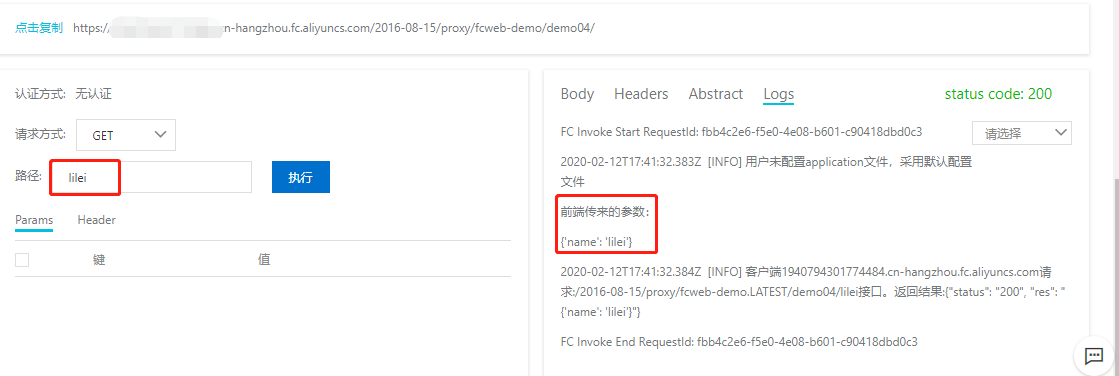 点击复制 https:// cn-hangzhou.fc.aliyuncs.com/2016-08-15/proxy/fcweb-demo/demo04/
认证方式: 无认证
请求方式: GET
路径: lilei 执行
Params Header
键 值
Body Headers Abstract Logs status code: 200
FC Invoke Start RequestId: fbb4c2e6-f5e0-4e08-b601-c90418dbd0c3 请选择
2020-02-12T17:41:32.383Z [INFO] 用户未配置application文件，采用默认配置
文件
前端传来的参数：
{'name': 'lilei'}
2020-02-12T17:41:32.384Z [INFO] 客户端1940794301774484.cn-hangzhou.fc.aliyuncs.com请
求:/2016-08-15/proxy/fcweb-demo.LATEST/demo04/lilei接口。返回结果:{"status": "200", "res": "
{'name': 'lilei'}"}
FC Invoke End RequestId: fbb4c2e6-f5e0-4e08-b601-c90418dbd0c3